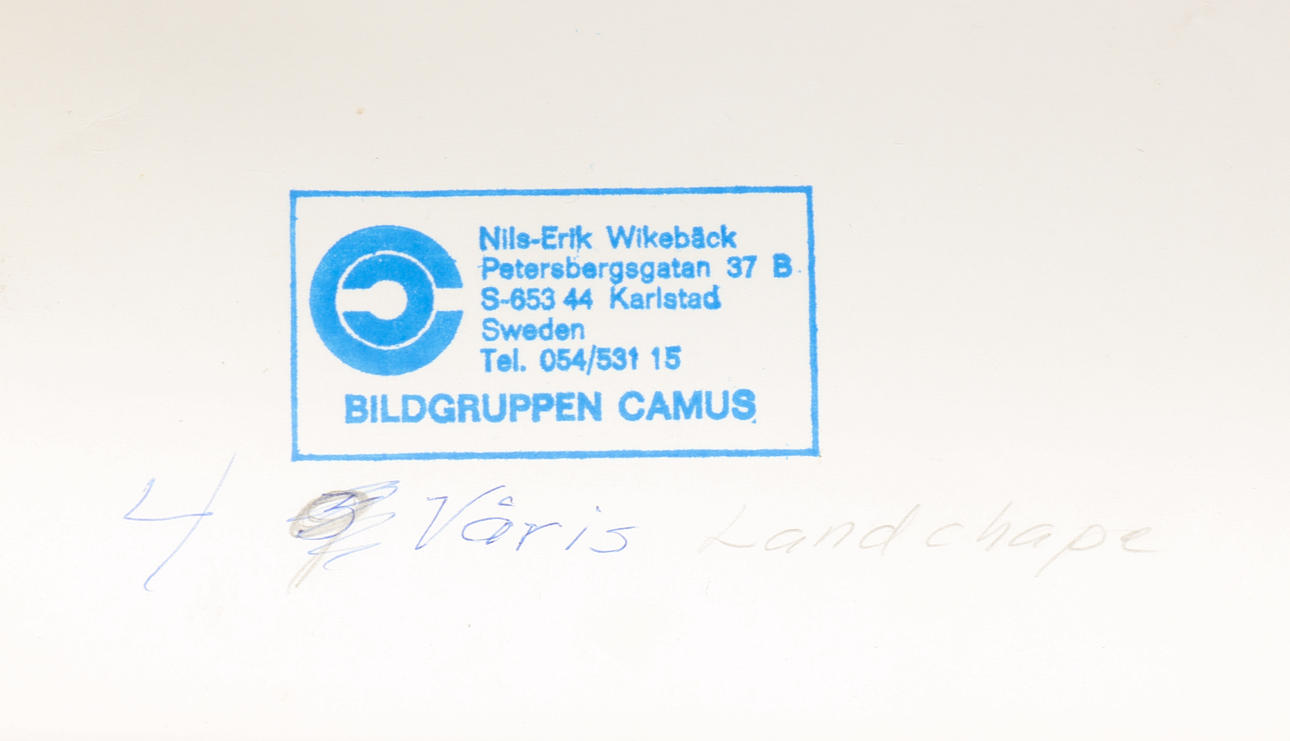 Nils-Erik Wikebäck
Petersbergsgatan 37 B
S-653 44 Karlstad
Sweden
Tel. 054/531 15
BILDGRUPPEN CAMUS
4 Våris Landchape